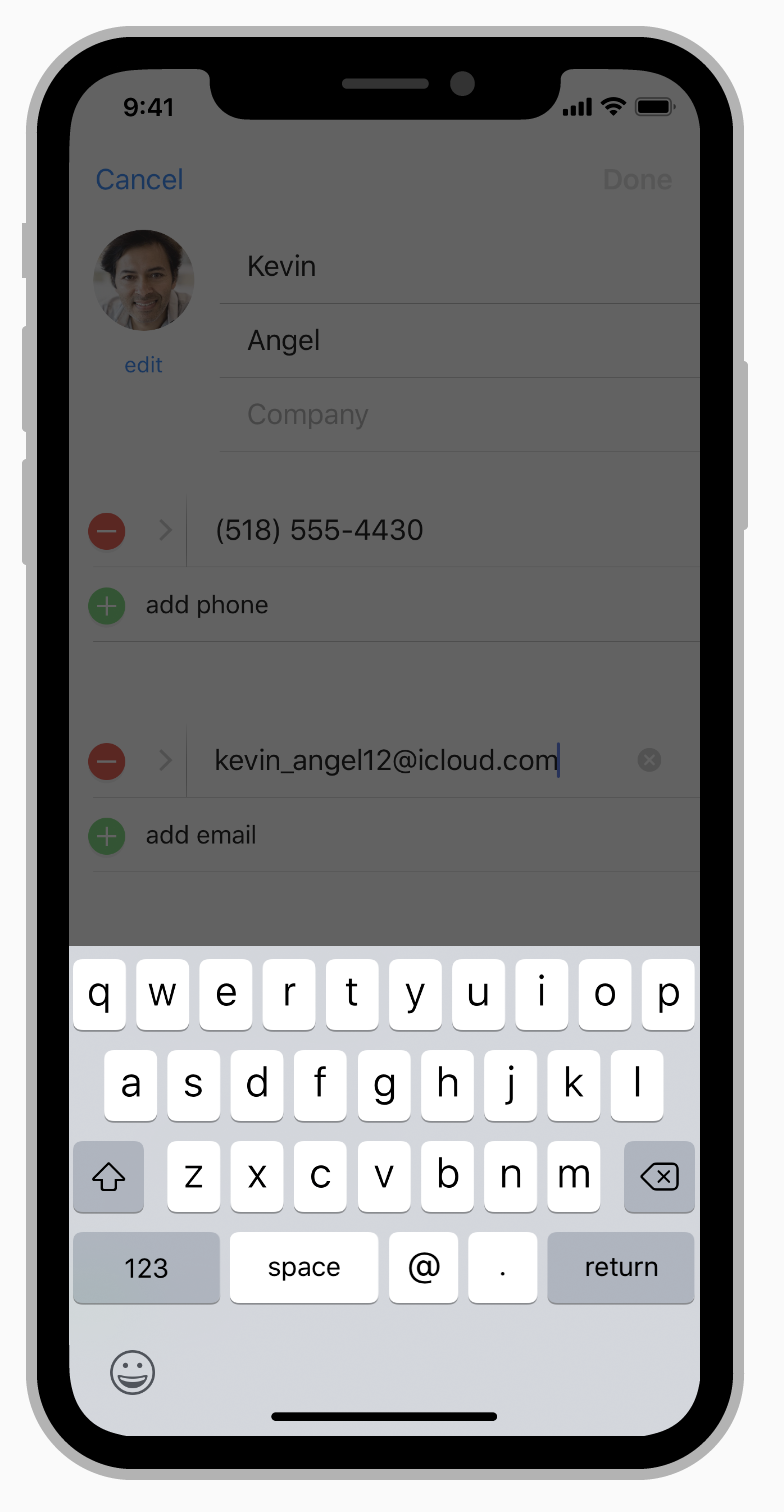 9:41
Cancel Done
Kevin
Angel
edit
Company
(518) 555-4430
add phone
kevin_angel12@icloud.com
add email
q w e r t y u i o p
a s d f g h j k l
z x c v b n m
123 space @ . return